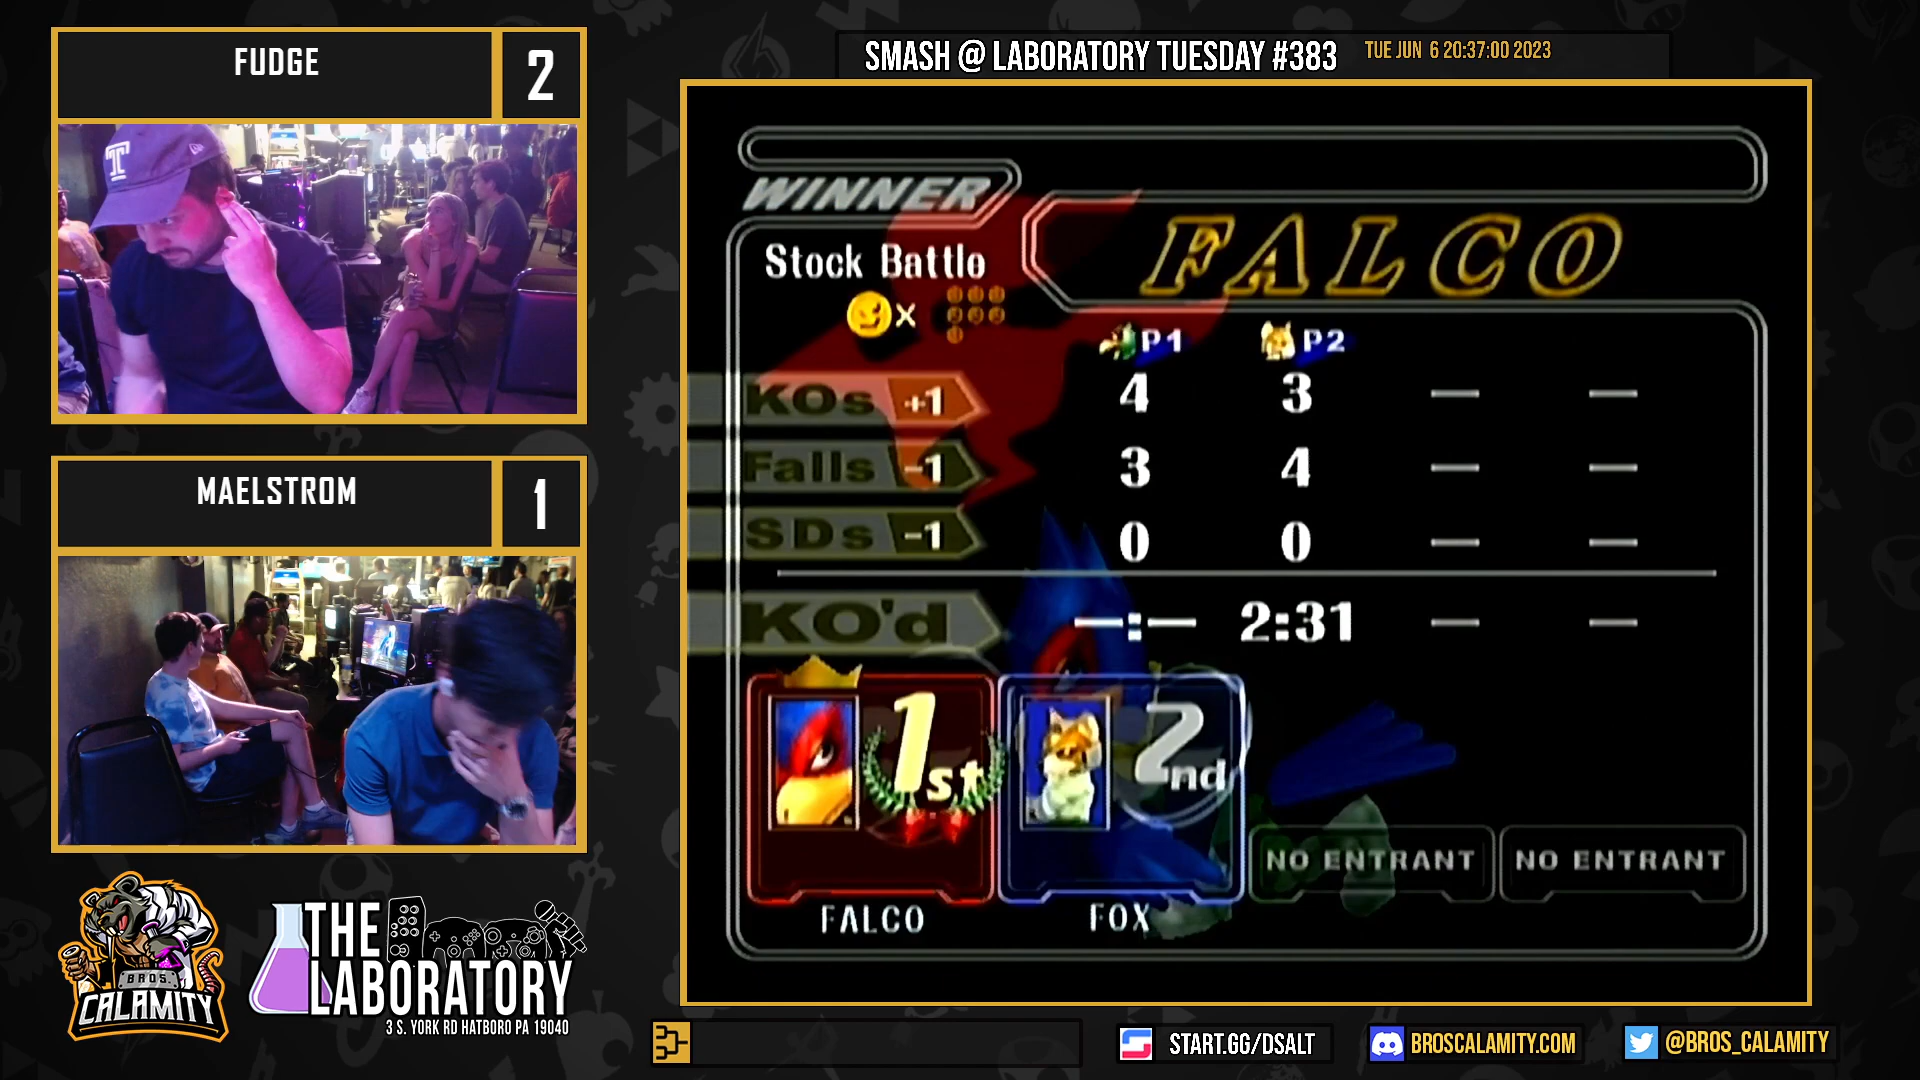 FUDGE
2
T
MAELSTROM
1
SMASH @ LABORATORY TUESDAY #383
TUE JUN 6 20:37:00 2023
WINNER
FALCO
Stock Battle
X
P1
P2
KOs +1 4 3 — —
Falls -1 3 4 — —
SDs -1 0 0 — —
KO'd —:— 2:31 — —
1st
2nd
NO ENTRANT
NO ENTRANT
FALCO
FOX
BROS.
CALAMITY
THE
LABORATORY
3 S. YORK RD HATBORO PA 19040
START.GG/DSALT
BROSCALAMITY.COM
@BROS_CALAMITY